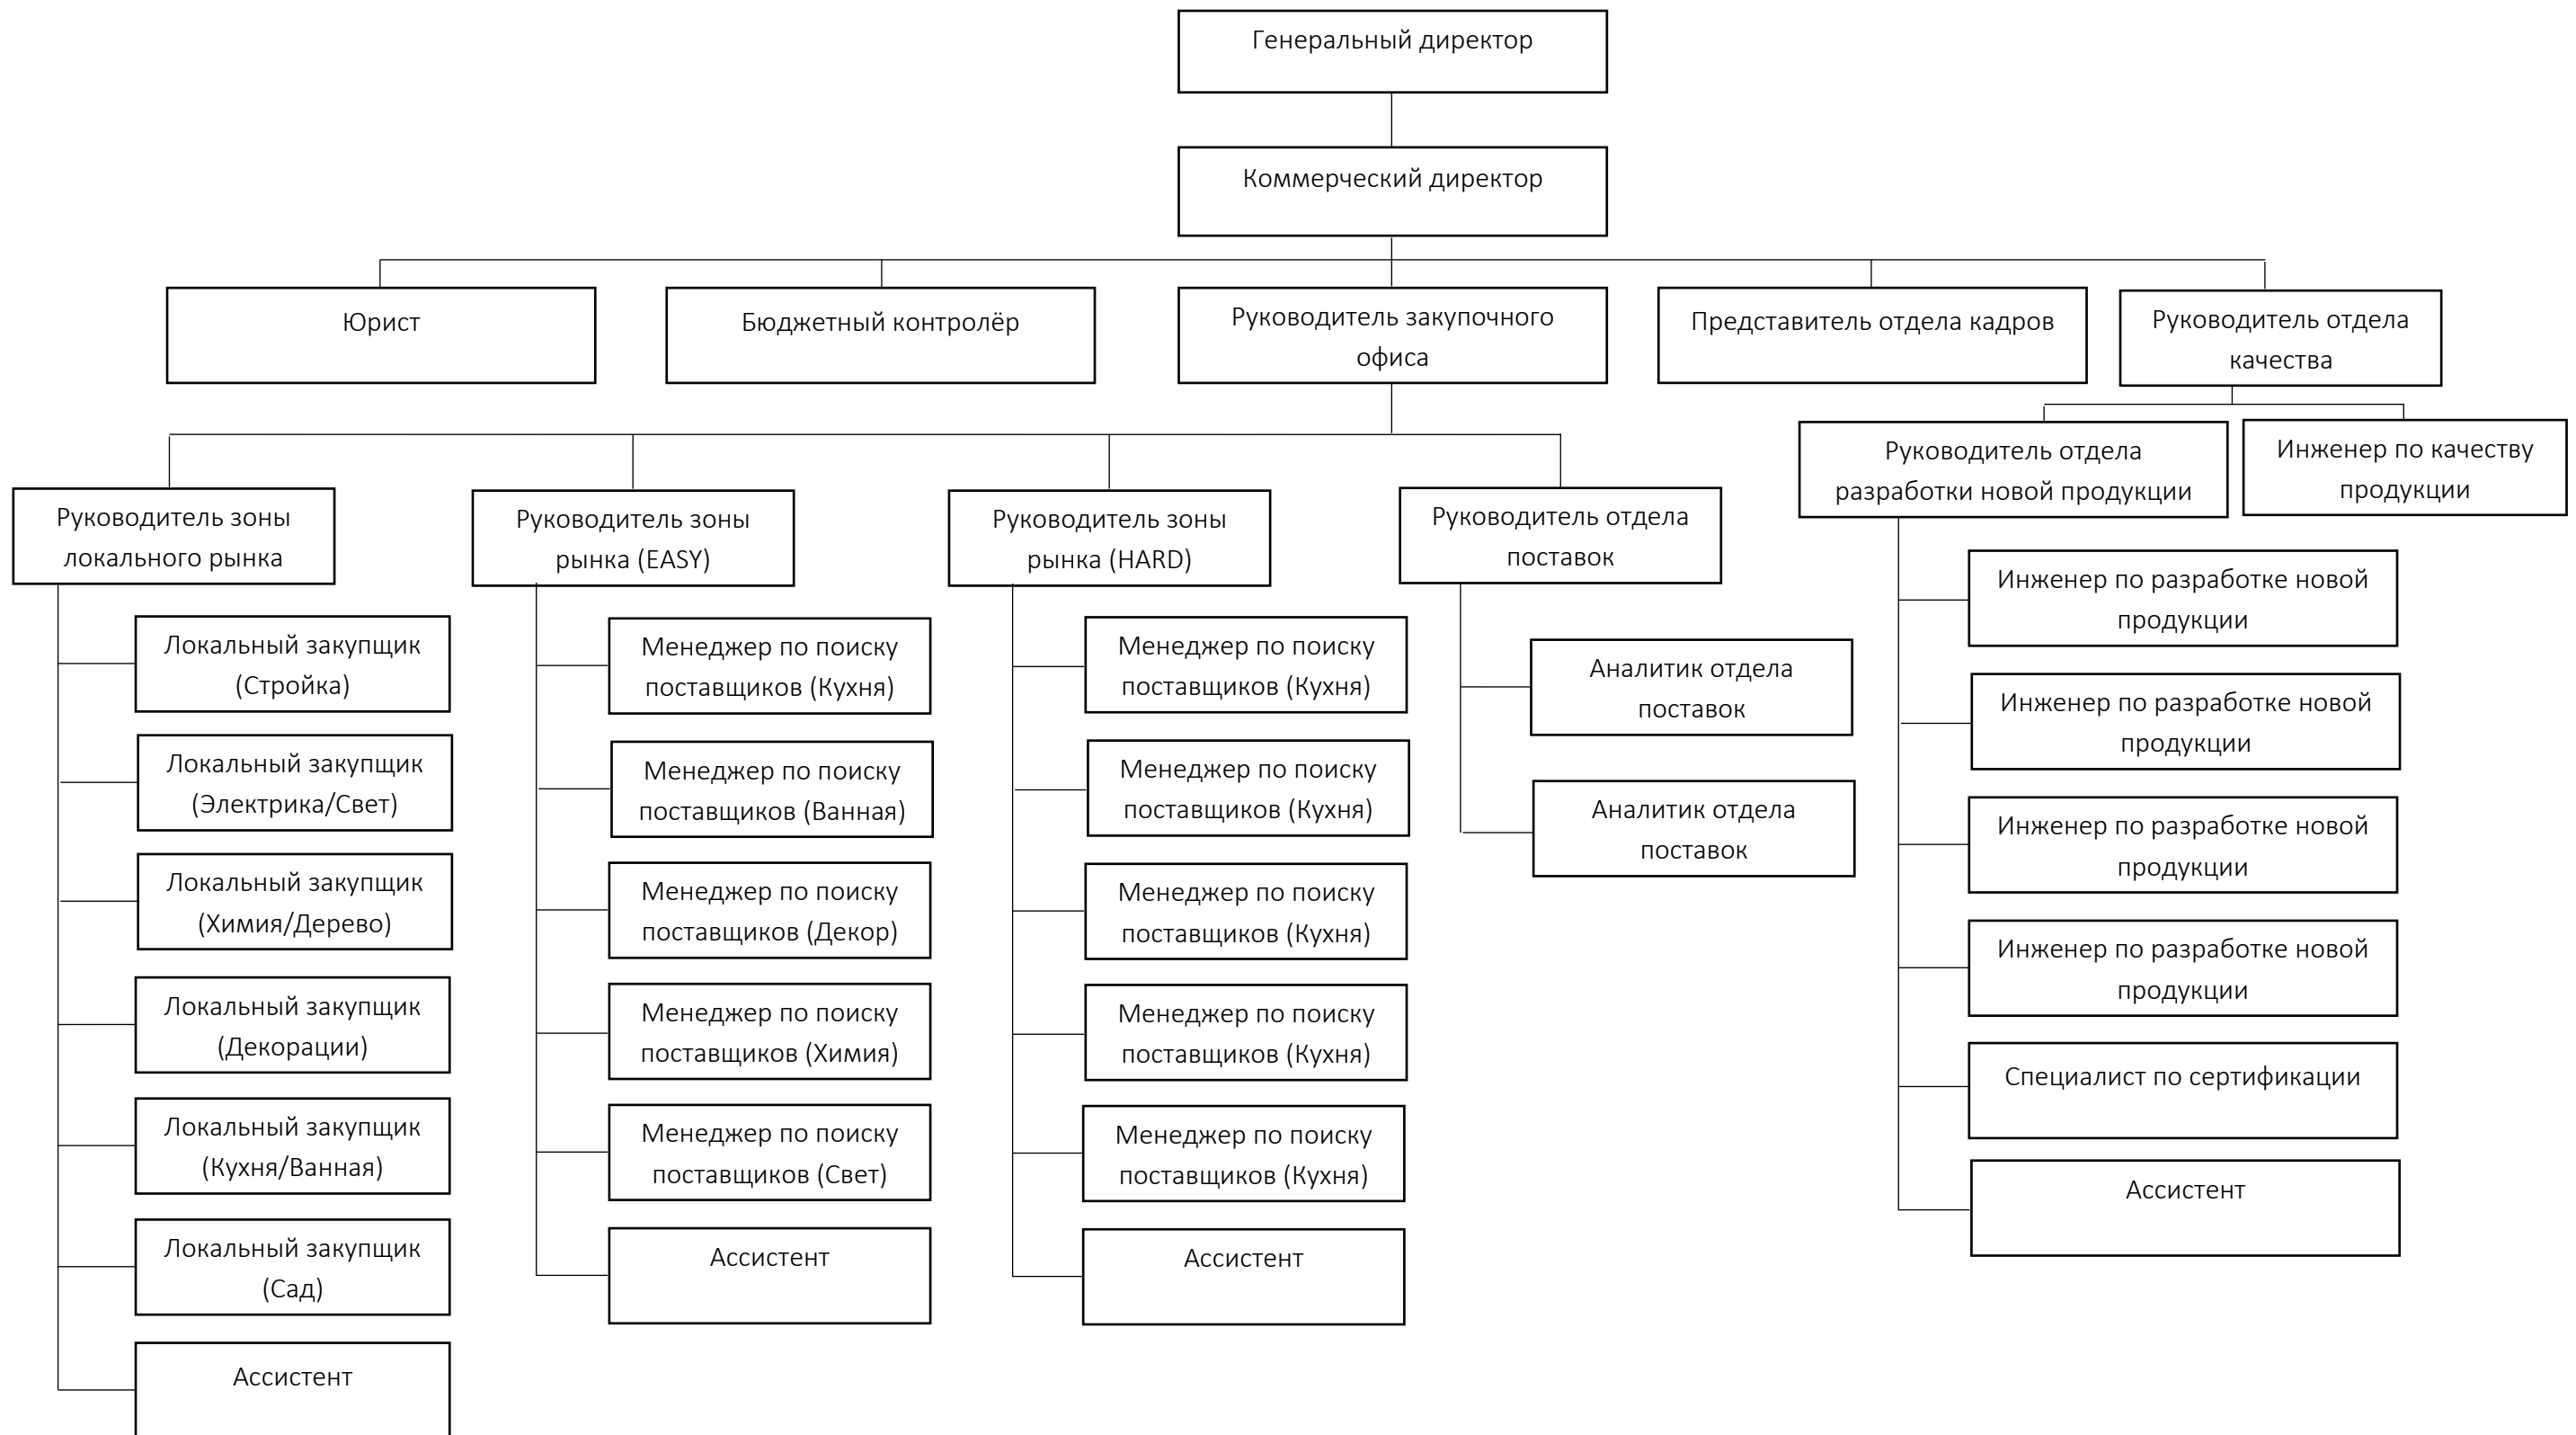 Генеральный директор
Коммерческий директор
Юрист
Бюджетный контролёр
Руководитель закупочного
офиса
Представитель отдела кадров
Руководитель отдела
качества
Руководитель зоны
локального рынка
Локальный закупщик
(Стройка)
Локальный закупщик
(Электрика/Свет)
Локальный закупщик
(Химия/Дерево)
Локальный закупщик
(Декорации)
Локальный закупщик
(Кухня/Ванная)
Локальный закупщик
(Сад)
Ассистент
Руководитель зоны
рынка (EASY)
Менеджер по поиску
поставщиков (Кухня)
Менеджер по поиску
поставщиков (Ванная)
Менеджер по поиску
поставщиков (Декор)
Менеджер по поиску
поставщиков (Химия)
Менеджер по поиску
поставщиков (Свет)
Ассистент
Руководитель зоны
рынка (HARD)
Менеджер по поиску
поставщиков (Кухня)
Менеджер по поиску
поставщиков (Кухня)
Менеджер по поиску
поставщиков (Кухня)
Менеджер по поиску
поставщиков (Кухня)
Менеджер по поиску
поставщиков (Кухня)
Ассистент
Руководитель отдела
поставок
Аналитик отдела
поставок
Аналитик отдела
поставок
Руководитель отдела
разработки новой продукции
Инженер по разработке новой
продукции
Инженер по разработке новой
продукции
Инженер по разработке новой
продукции
Инженер по разработке новой
продукции
Специалист по сертификации
Ассистент
Инженер по качеству
продукции